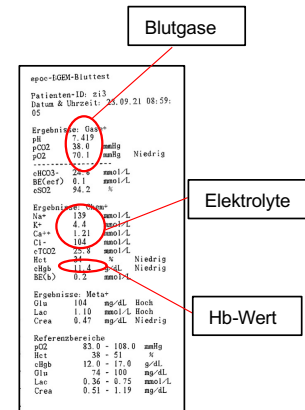 Blutgase
epoc-BGEM-Bluttest
Patienten-ID: zi3
Datum & Uhrzeit: 23.09.21 08:59:
05
Ergebnisse: Gase+
pH 7.419
pCO2 38.0 mmHg
pO2 70.1 mmHg Niedrig
cHCO3- 24.6 mmol/L
BE(ecf) 0.1 mmol/L
cSO2 94.2 %
Ergebnisse: Chem+
Na+ 139 mmol/L
K+ 4.4 mmol/L
Ca++ 1.21 mmol/L
Cl- 104 mmol/L
cTCO2 25.8 mmol/L
Hct 34 % Niedrig
cHgb 11.4 g/dL Niedrig
BE(b) 0.2 mmol/L
Elektrolyte
Hb-Wert
Ergebnisse: Meta+
Glu 104 mg/dL Hoch
Lac 1.10 mmol/L Hoch
Crea 0.47 mg/dL Niedrig
Referenzbereiche
pO2 83.0 - 108.0 mmHg
Hct 38 - 51 %
cHgb 12.0 - 17.0 g/dL
Glu 74 - 100 mg/dL
Lac 0.36 - 0.75 mmol/L
Crea 0.51 - 1.19 mg/dL